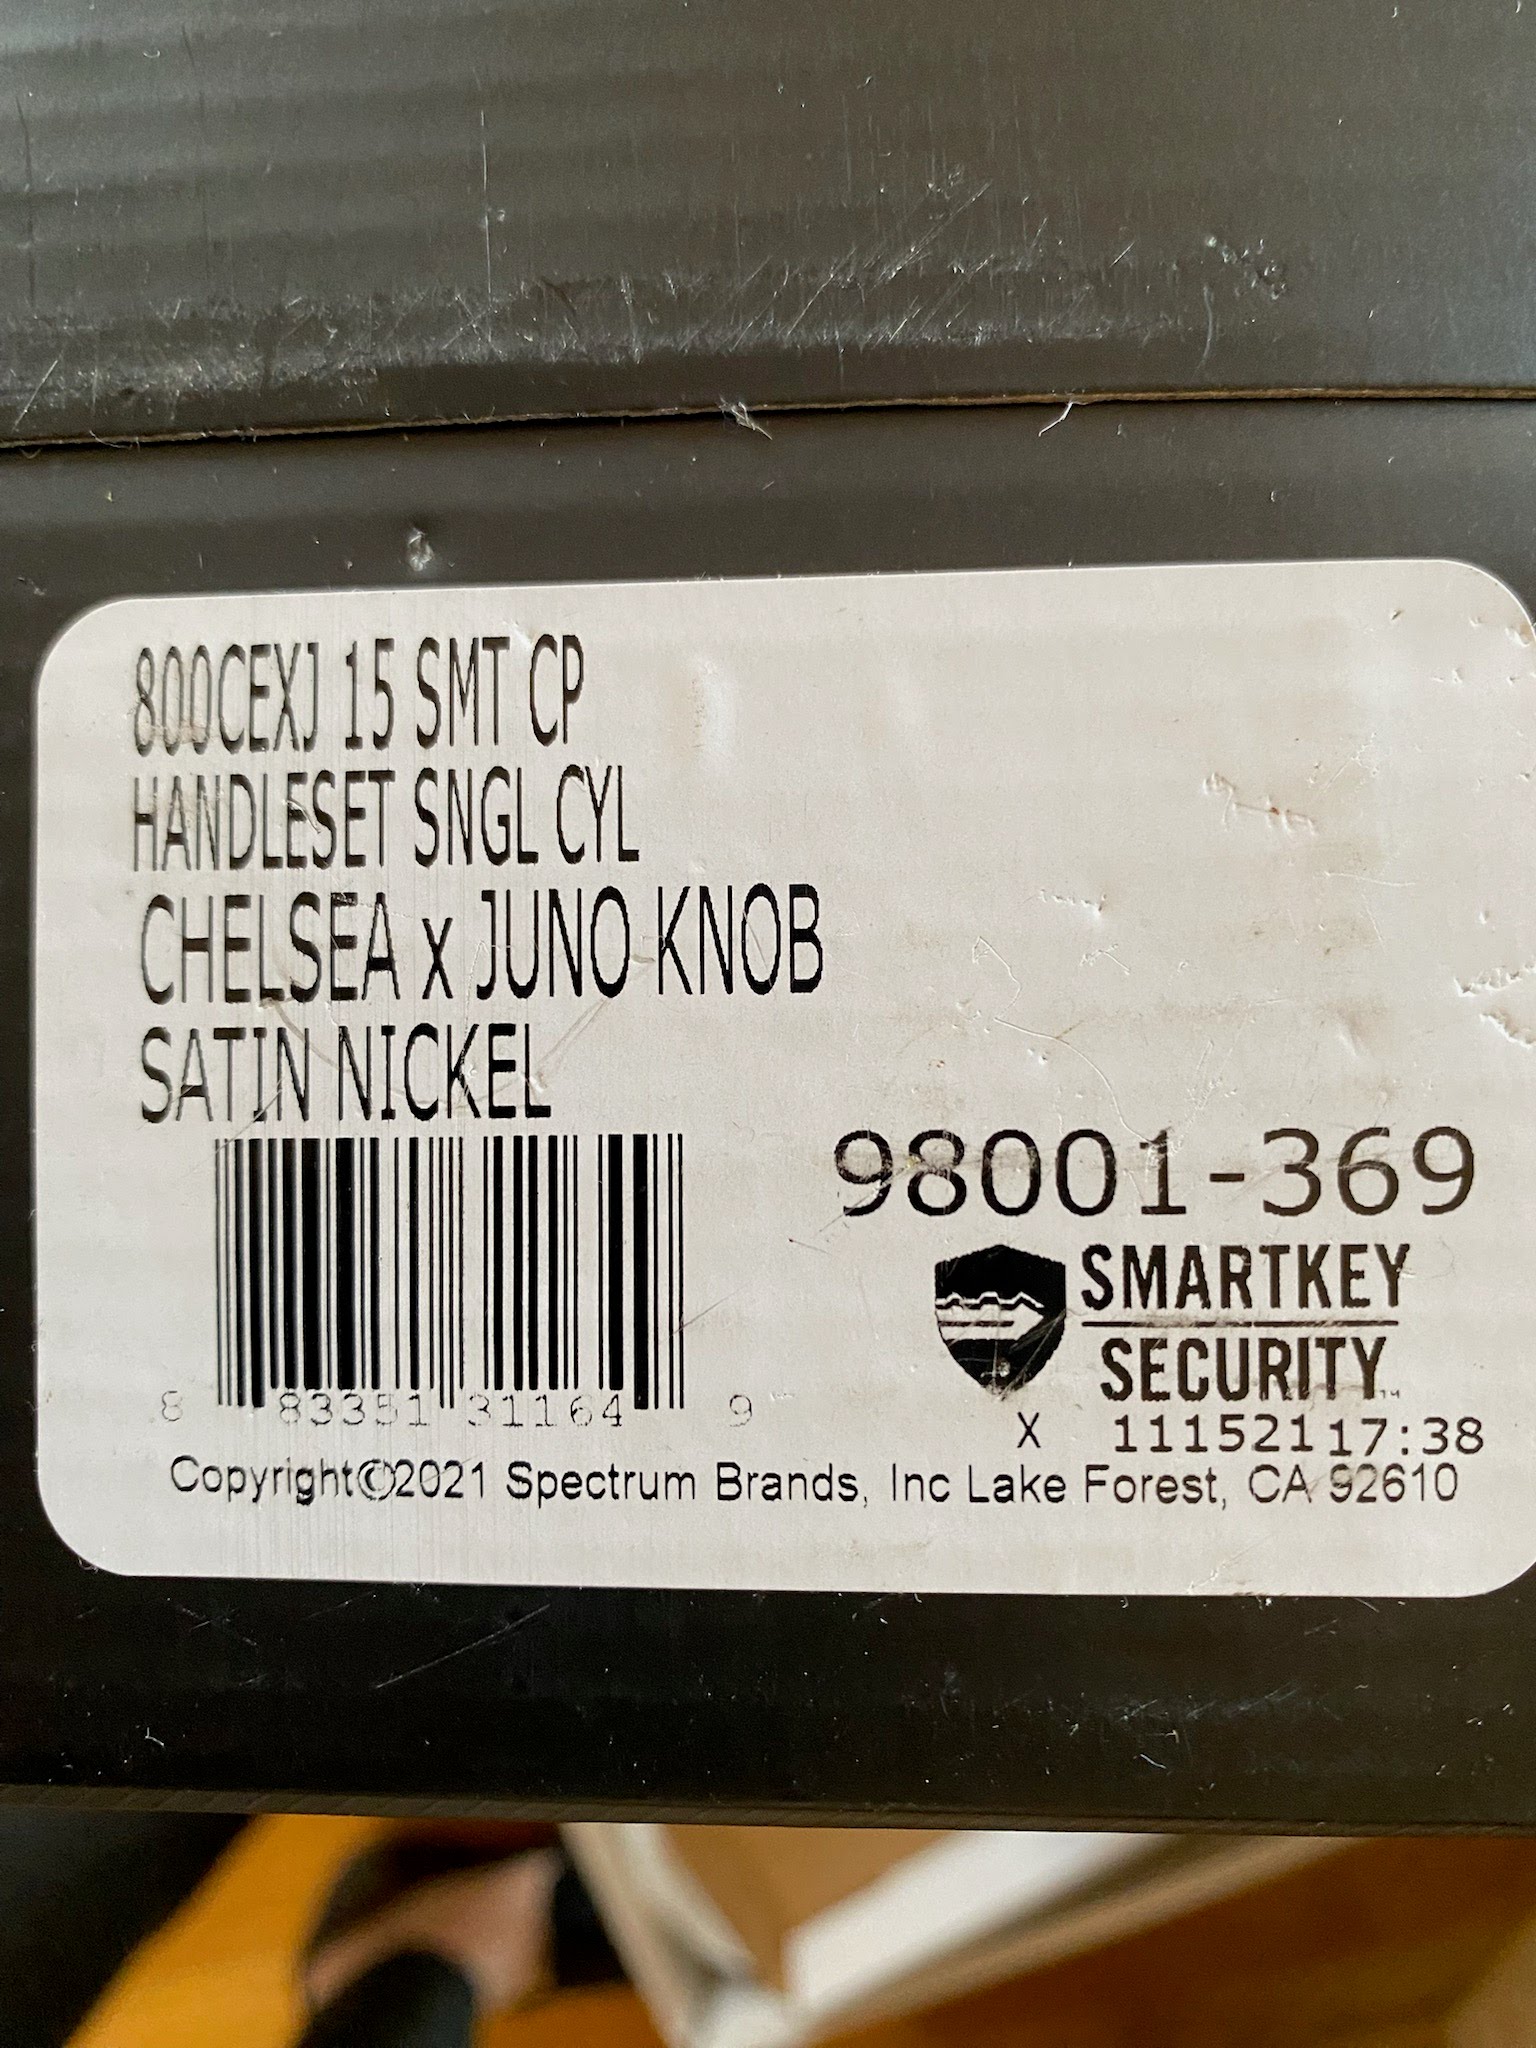 800CEXJ 15 SMT CP
HANDLESET SNGL CYL
CHELSEA x JUNO KNOB
SATIN NICKEL
98001-369
SMARTKEY
SECURITY™
8 83351 31164 9
X 111521 17:38
Copyright©2021 Spectrum Brands, Inc Lake Forest, CA 92610